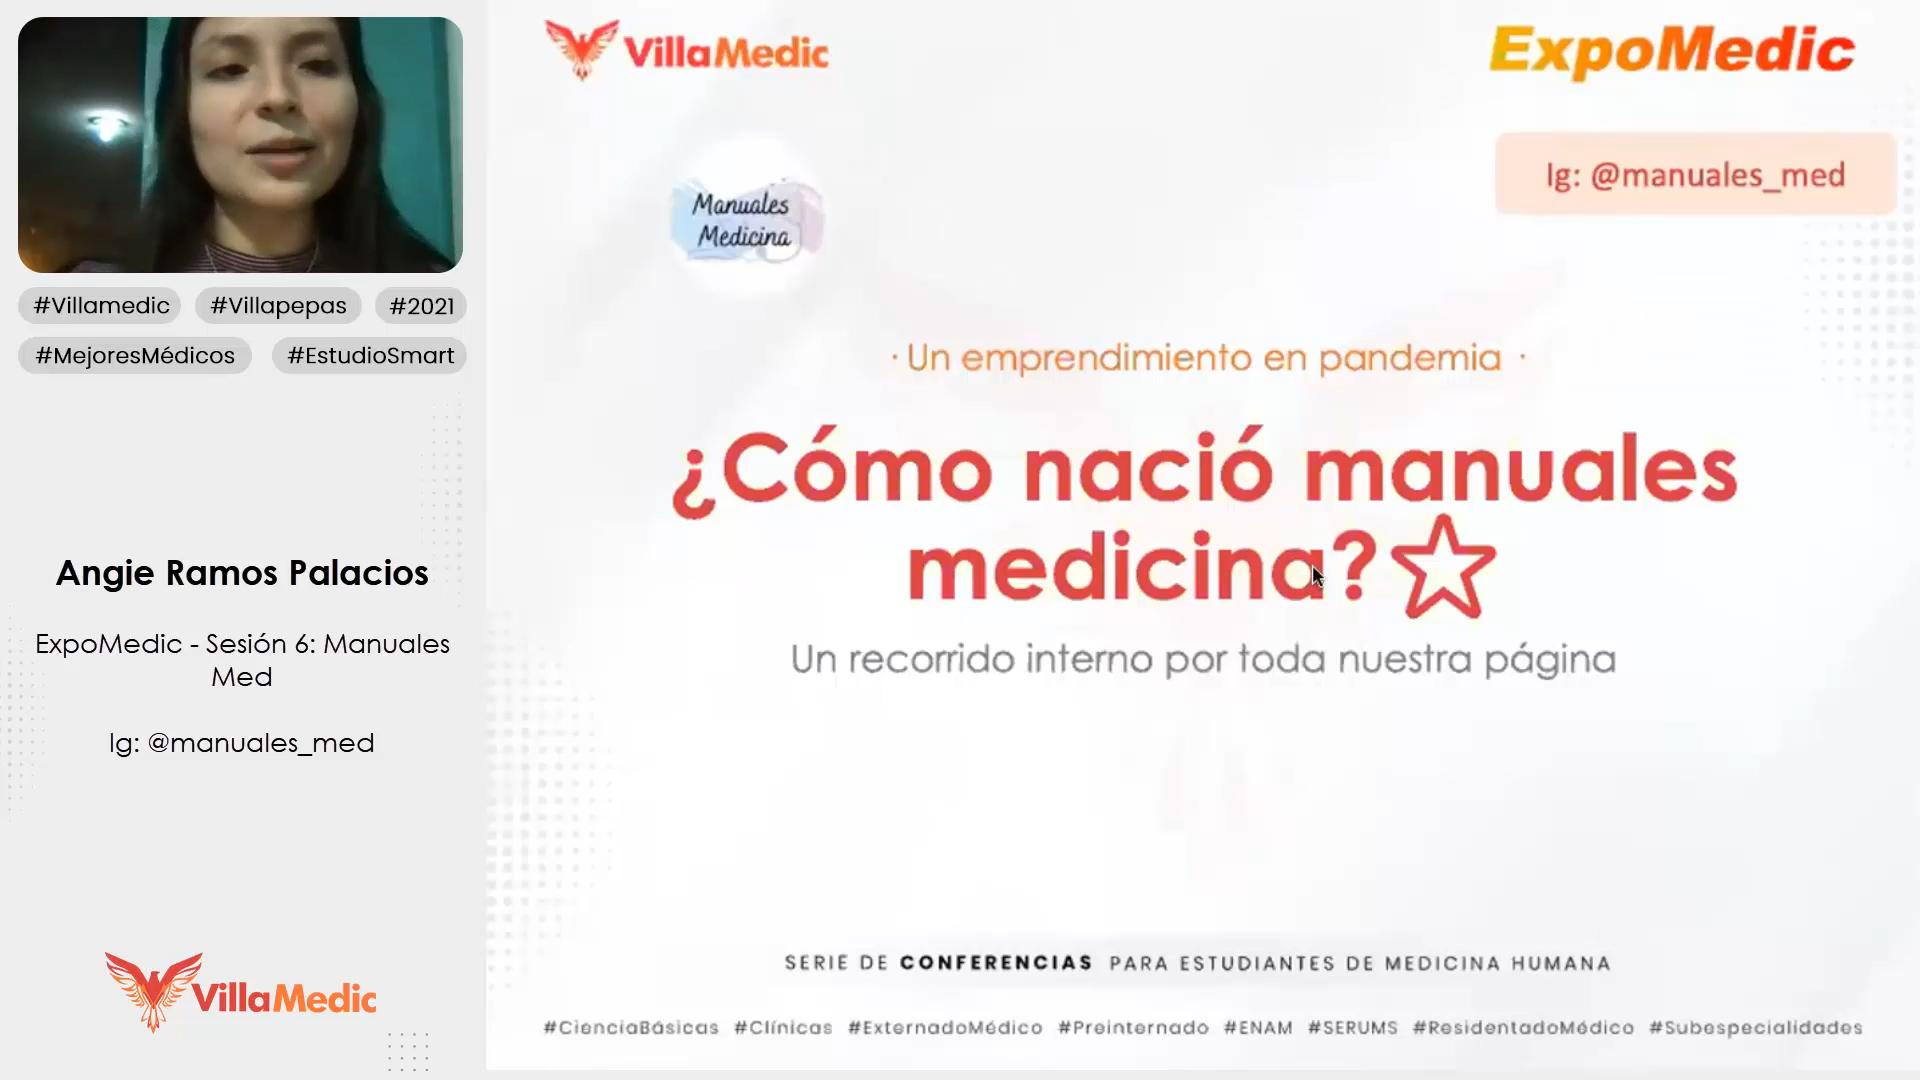 #Villamedic #Villapepas #2021
#MejoresMédicos #EstudioSmart
Angie Ramos Palacios
ExpoMedic - Sesión 6: Manuales
Med
Ig: @manuales_med
VillaMedic
VillaMedic
ExpoMedic
Ig: @manuales_med
Manuales
Medicina
· Un emprendimiento en pandemia ·
¿Cómo nació manuales
medicina?
Un recorrido interno por toda nuestra página
SERIE DE CONFERENCIAS PARA ESTUDIANTES DE MEDICINA HUMANA
#CienciaBásicas #Clínicas #ExternadoMédico #Preinternado #ENAM #SERUMS #ResidentadoMédico #Subespecialidades